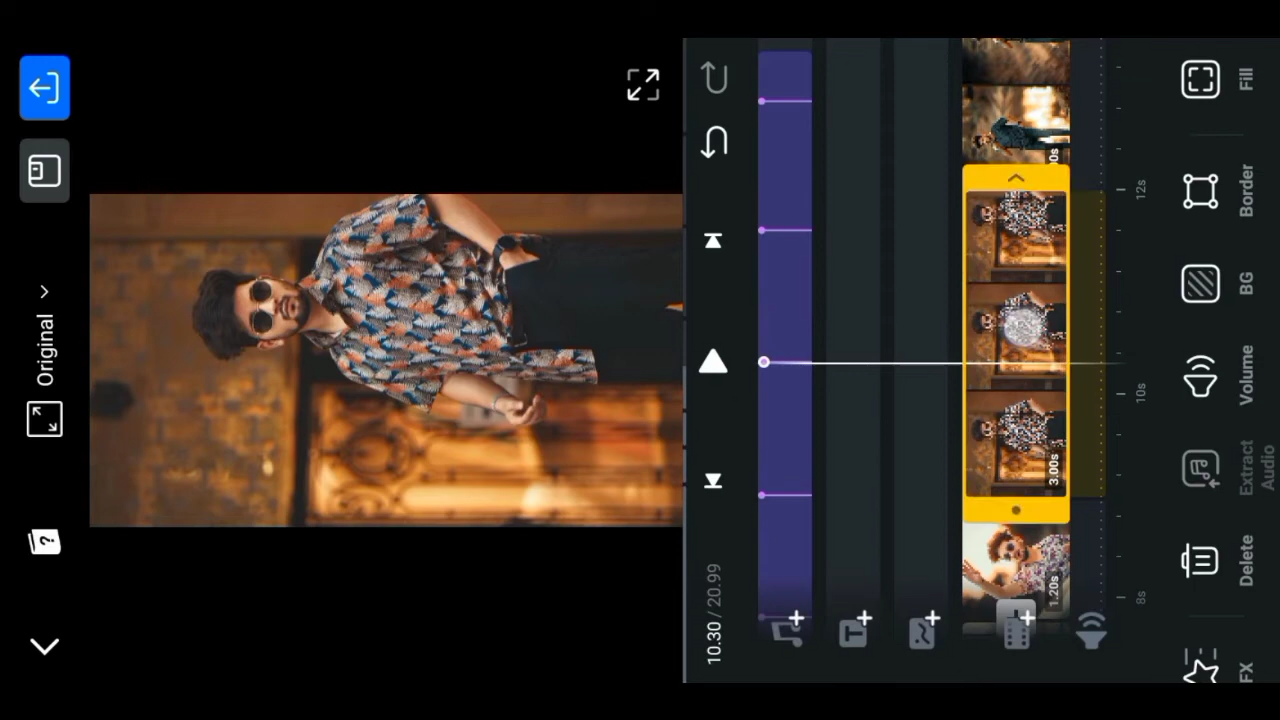 Original
?
10.30 / 20.99
00s
3.00s
1.20s
12s
10s
8s
FX
Delete
Extract
Audio
Volume
BG
Border
Fill